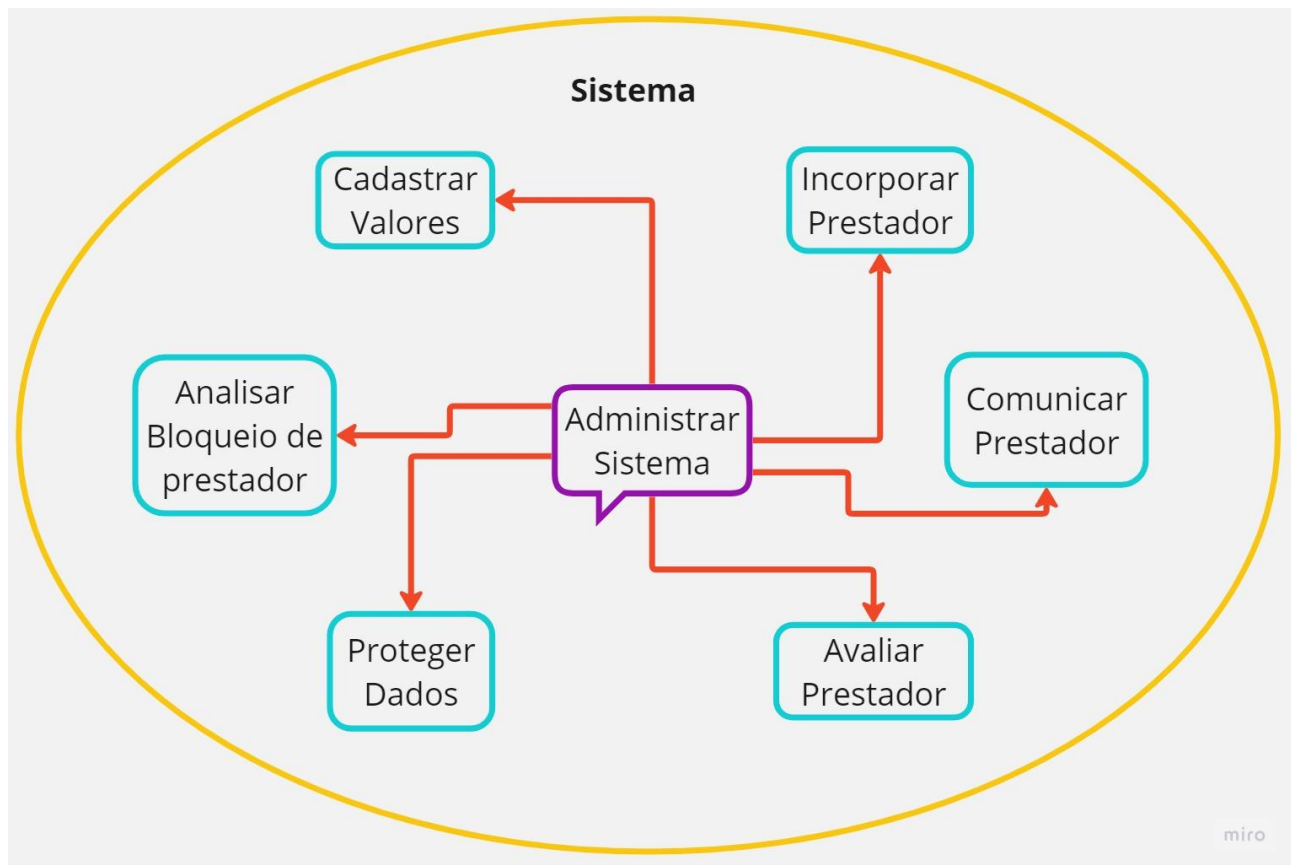 Sistema
Cadastrar
Valores
Incorporar
Prestador
Analisar
Bloqueio de
prestador
Administrar
Sistema
Comunicar
Prestador
Proteger
Dados
Avaliar
Prestador
miro